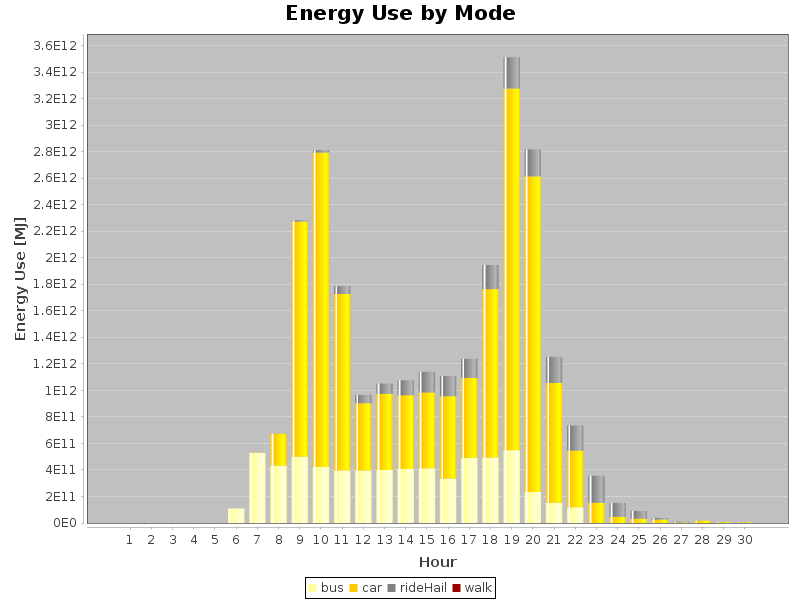 Energy Use by Mode
Energy Use [MJ]
3.6E12
3.4E12
3.2E12
3E12
2.8E12
2.6E12
2.4E12
2.2E12
2E12
1.8E12
1.6E12
1.4E12
1.2E12
1E12
8E11
6E11
4E11
2E11
0E0
1 2 3 4 5 6 7 8 9 10 11 12 13 14 15 16 17 18 19 20 21 22 23 24 25 26 27 28 29 30
Hour
bus car rideHail walk